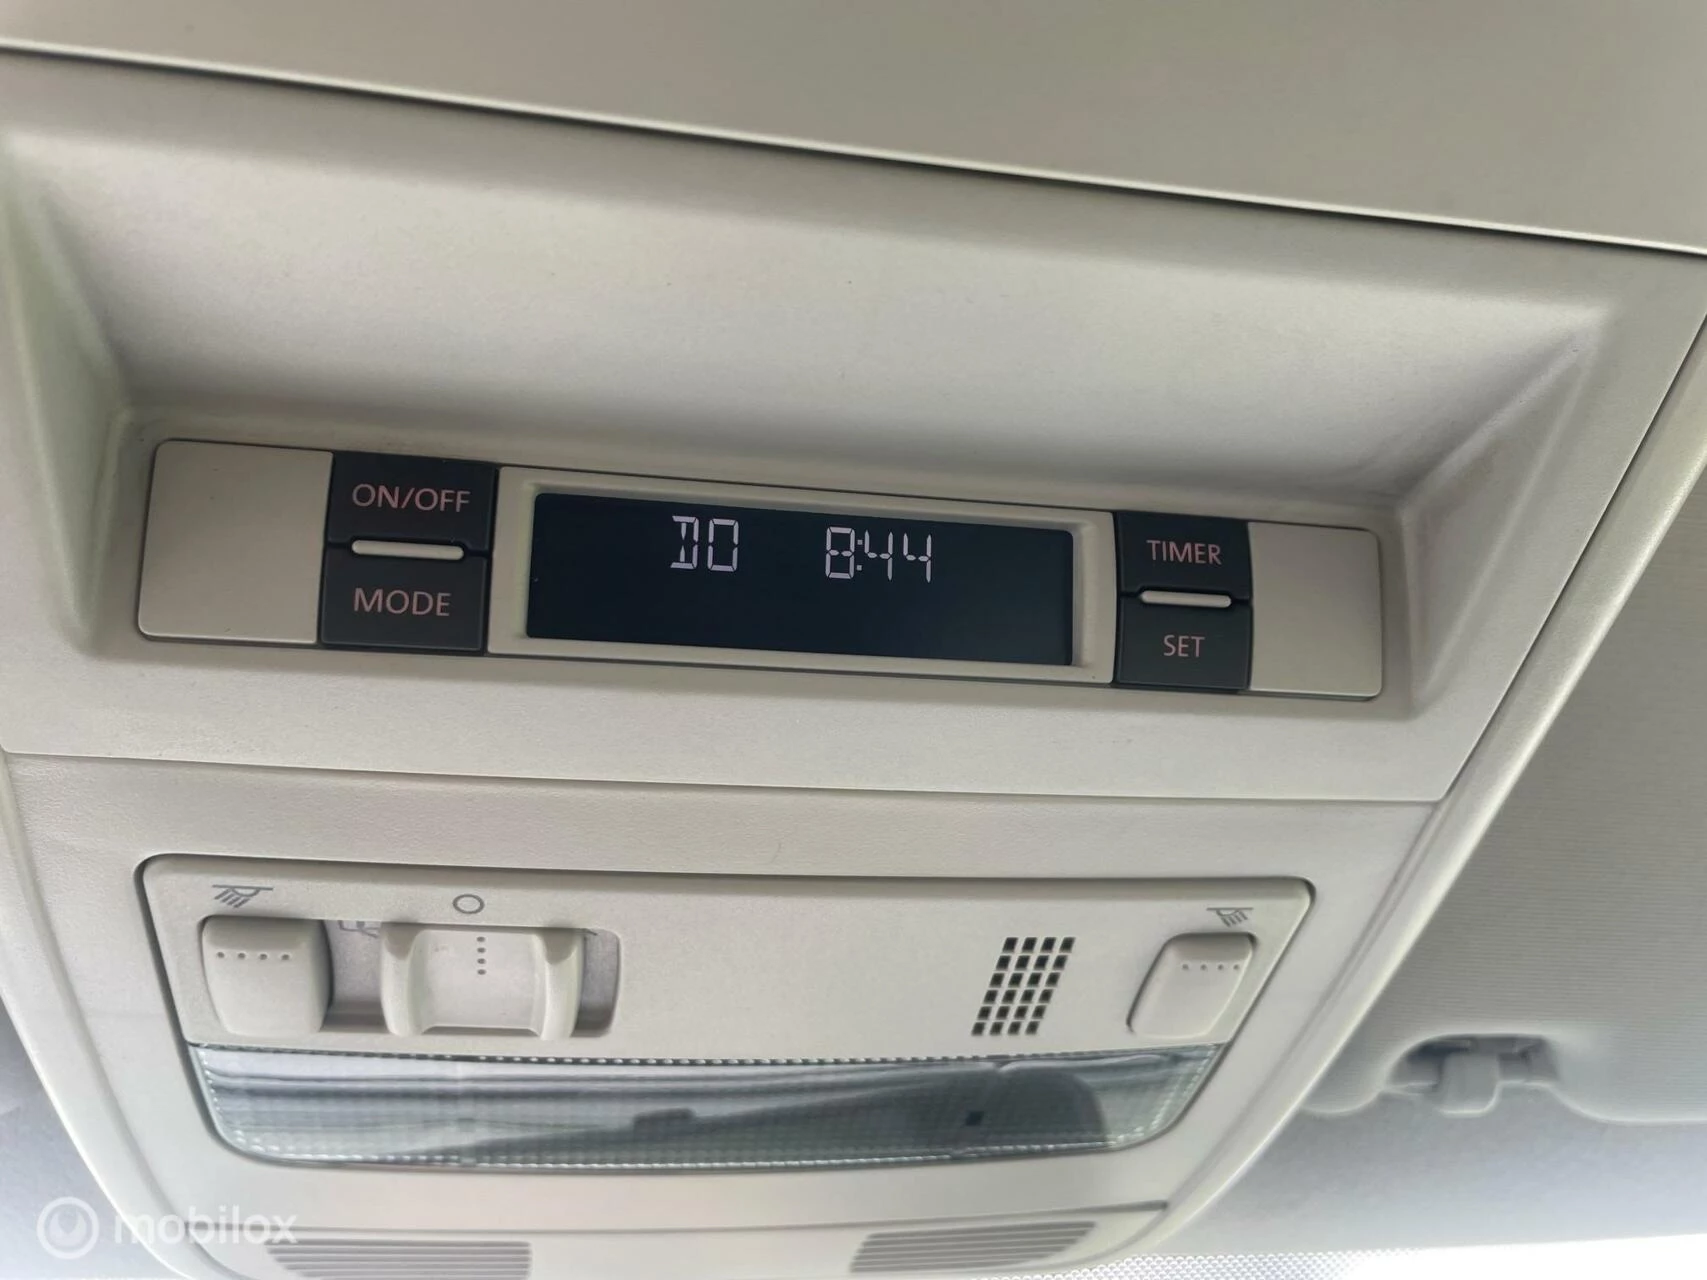 ON/OFF
MODE
DO 8:44
TIMER
SET
mobilox